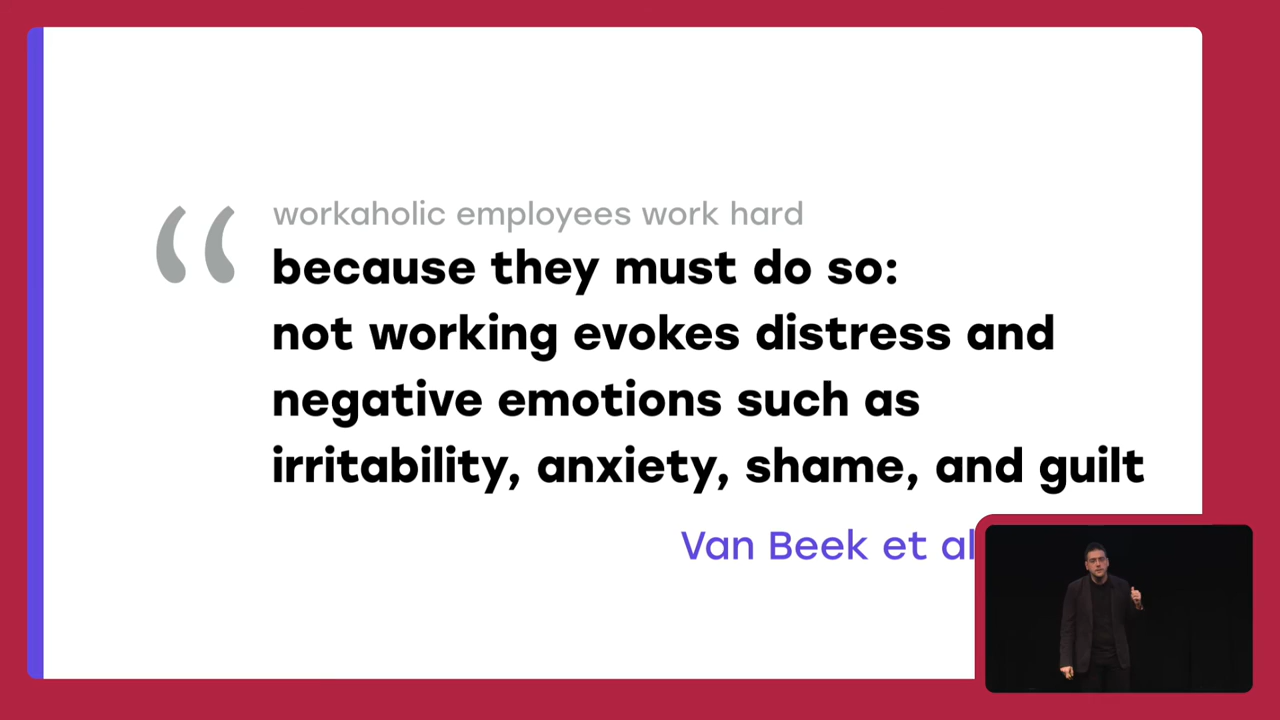 “
workaholic employees work hard
because they must do so:
not working evokes distress and
negative emotions such as
irritability, anxiety, shame, and guilt
Van Beek et al